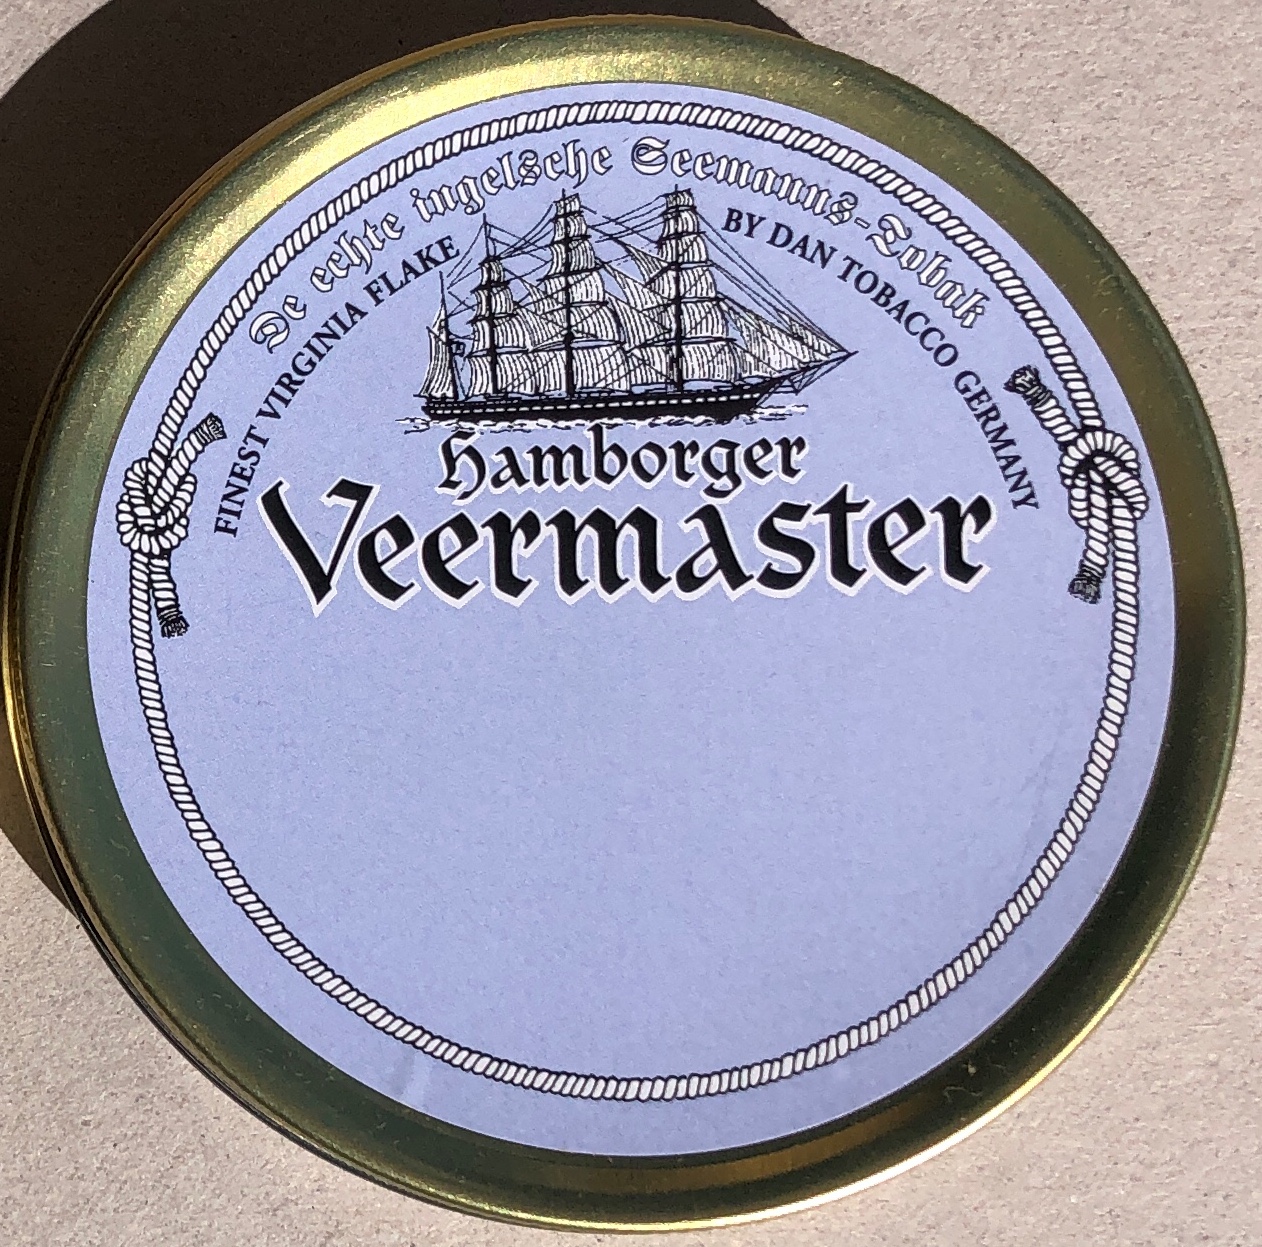 De echte ingelsche Seemanns-Tobak
FINEST VIRGINIA FLAKE
BY DAN TOBACCO GERMANY
Hamborger
Veermaster